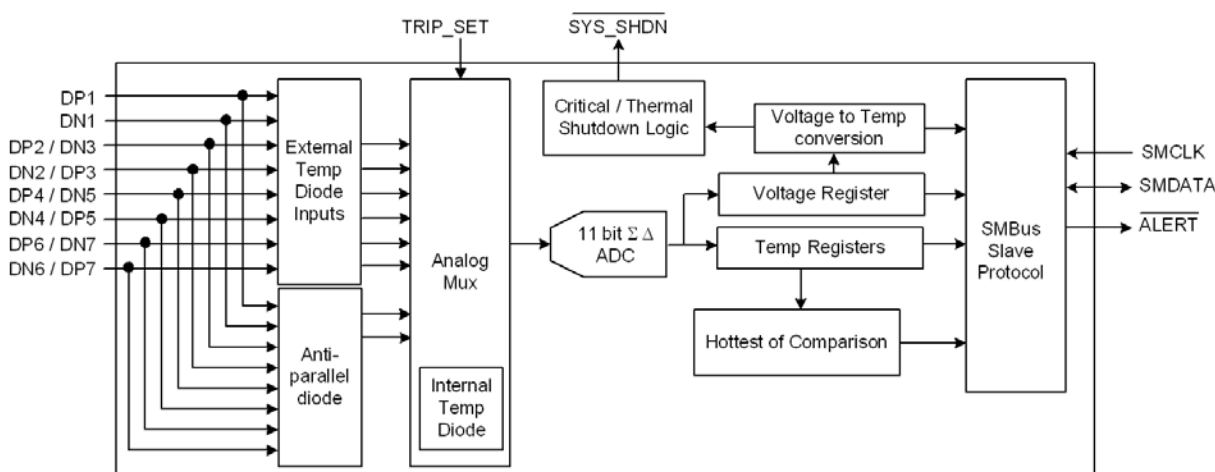 TRIP_SET
SYS_SHDN
DP1
DN1
DP2 / DN3
DN2 / DP3
DP4 / DN5
DN4 / DP5
DP6 / DN7
DN6 / DP7
External
Temp
Diode
Inputs
Anti-
parallel
diode
Analog
Mux
Internal
Temp
Diode
11 bit Σ Δ
ADC
Critical / Thermal
Shutdown Logic
Voltage to Temp
conversion
Voltage Register
Temp Registers
Hottest of Comparison
SMBus
Slave
Protocol
SMCLK
SMDATA
ALERT